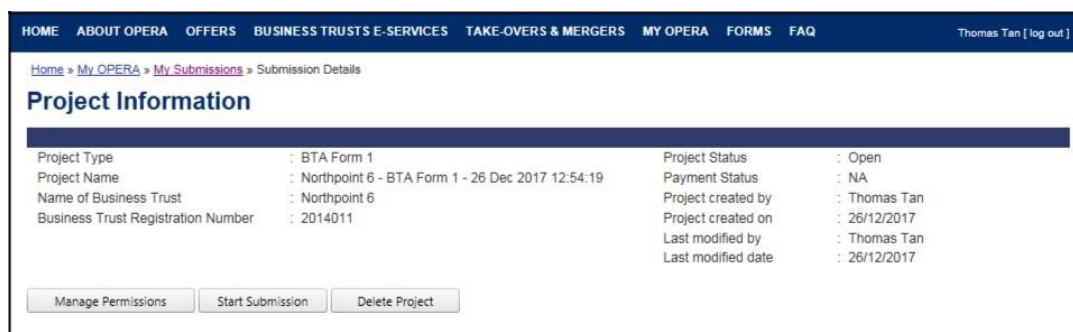 HOME ABOUT OPERA OFFERS BUSINESS TRUSTS E-SERVICES TAKE-OVERS & MERGERS MY OPERA FORMS FAQ Thomas Tan [ log out ]
Home » My OPERA » My Submissions » Submission Details
Project Information
Project Type : BTA Form 1 Project Status : Open
Project Name : Northpoint 6 - BTA Form 1 - 26 Dec 2017 12:54:19 Payment Status : NA
Name of Business Trust : Northpoint 6 Project created by : Thomas Tan
Business Trust Registration Number : 2014011 Project created on : 26/12/2017
Last modified by : Thomas Tan
Last modified date : 26/12/2017
Manage Permissions Start Submission Delete Project